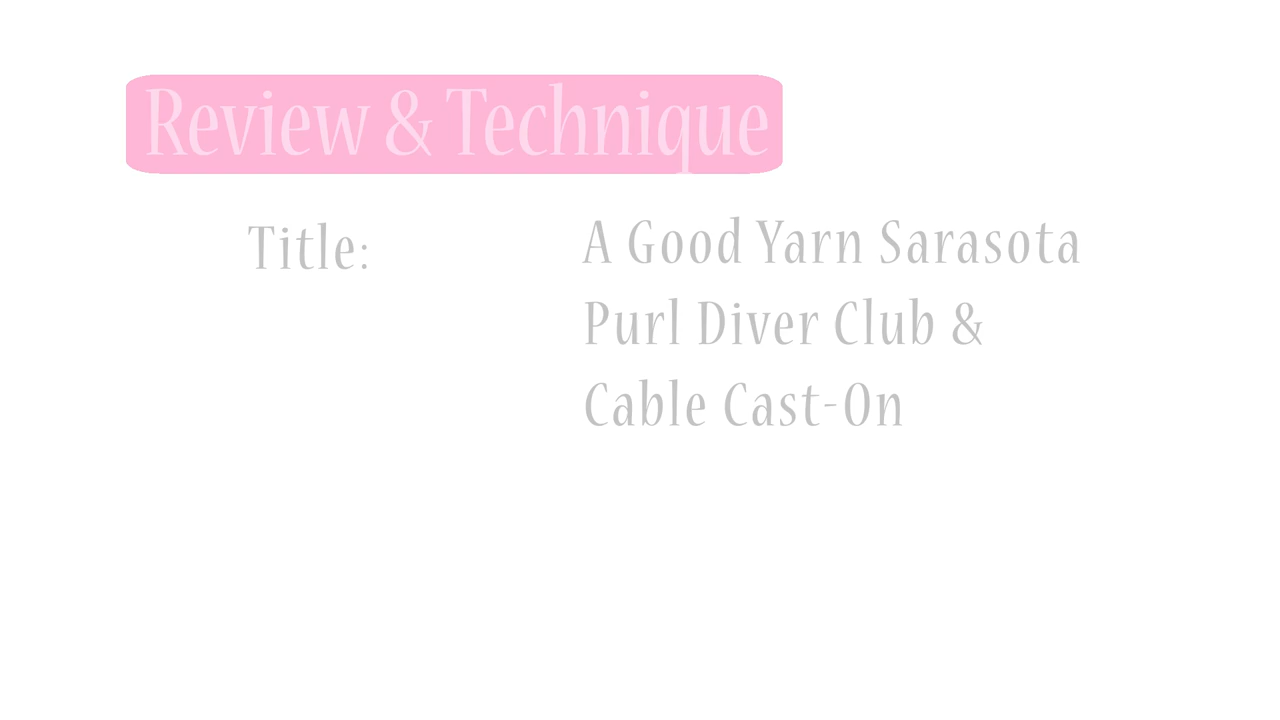 Review & Technique
Title:
A Good Yarn Sarasota
Purl Diver Club &
Cable Cast-On